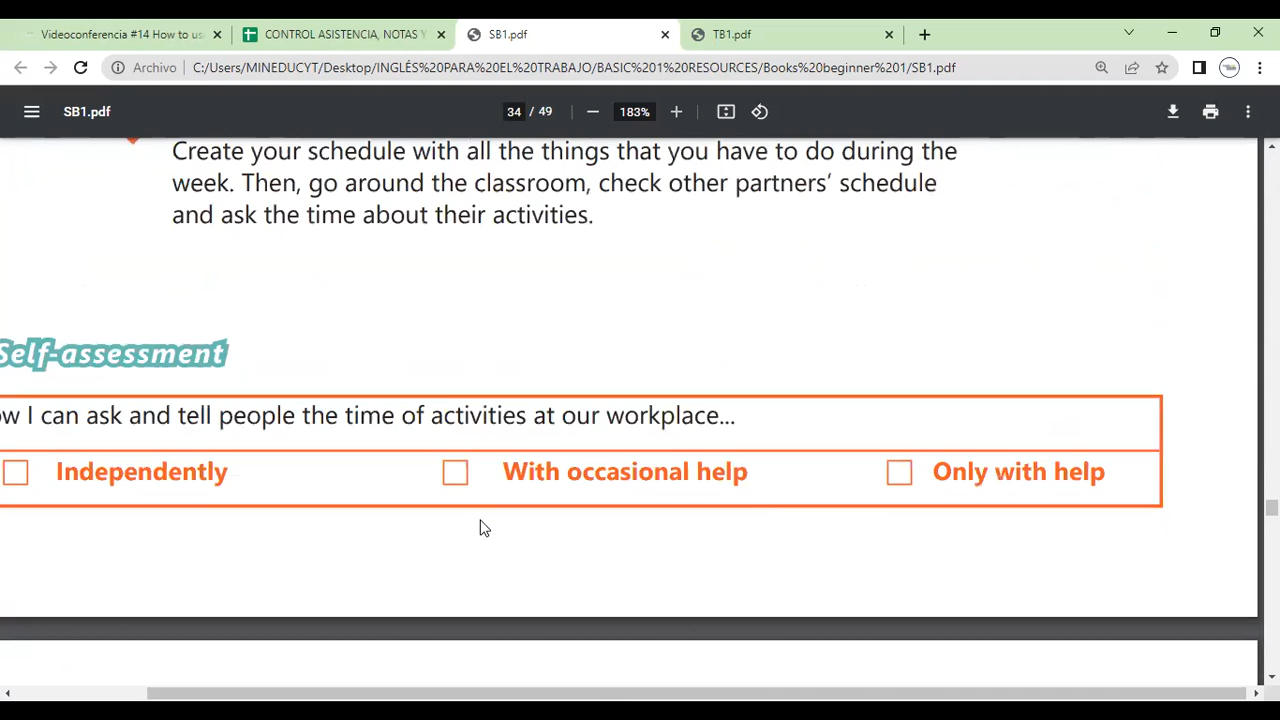 Videoconferencia #14 How to us
CONTROL ASISTENCIA, NOTAS Y
SB1.pdf
TB1.pdf
Archivo
C:/Users/MINEDUCYT/Desktop/INGLÉS%20PARA%20EL%20TRABAJO/BASIC%201%20RESOURCES/Books%20beginner%201/SB1.pdf
SB1.pdf
34 / 49
183%
Create your schedule with all the things that you have to do during the
week. Then, go around the classroom, check other partners’ schedule
and ask the time about their activities.
Self-assessment
ow I can ask and tell people the time of activities at our workplace...
Independently
With occasional help
Only with help